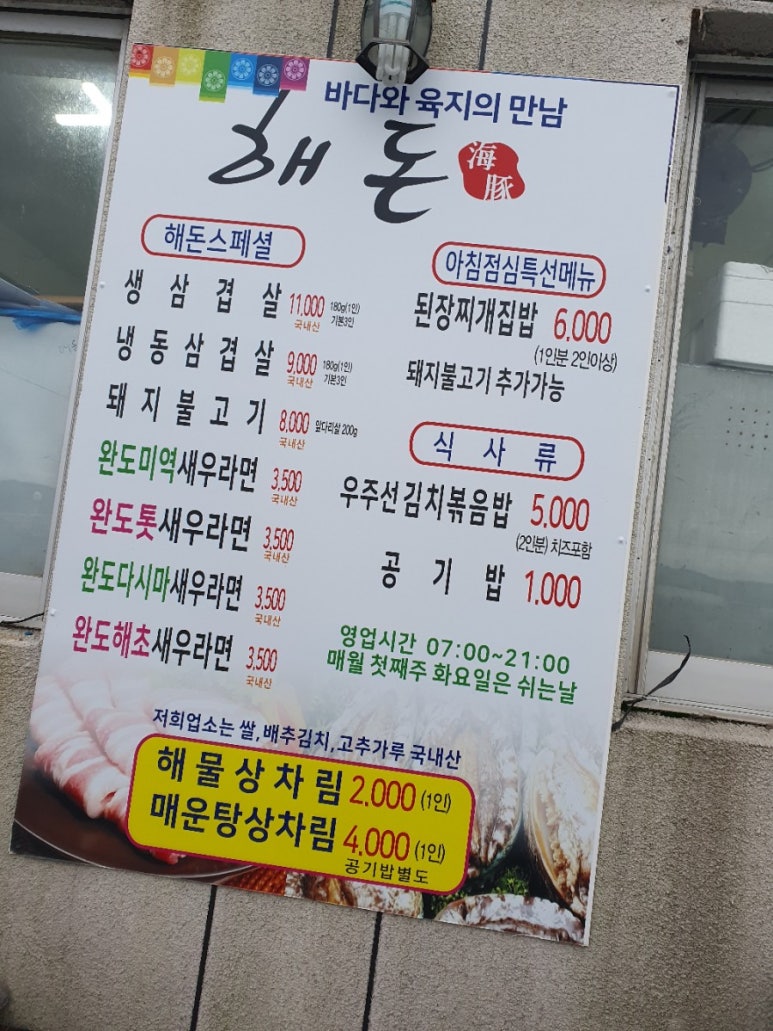 바다와 육지의 만남
해돈 海豚
해돈스페셜
생삼겹살 11,000 180g(1인) 기본3인
국내산
냉동삼겹살 9,000 180g(1인) 기본3인
국내산
돼지불고기 8,000 앞다리살 200g
국내산
완도미역새우라면 3,500
국내산
완도톳새우라면 3,500
국내산
완도다시마새우라면 3,500
국내산
완도해초새우라면 3,500
국내산
아침점심특선메뉴
된장찌개집밥 6,000
(1인분 2인이상)
돼지불고기 추가가능
식사류
우주선김치볶음밥 5,000
(2인분) 치즈포함
공기밥 1,000
영업시간 07:00~21:00
매월 첫째주 화요일은 쉬는날
저희업소는 쌀,배추김치,고추가루 국내산
해물상차림 2,000 (1인)
매운탕상차림 4,000 (1인)
공기밥별도